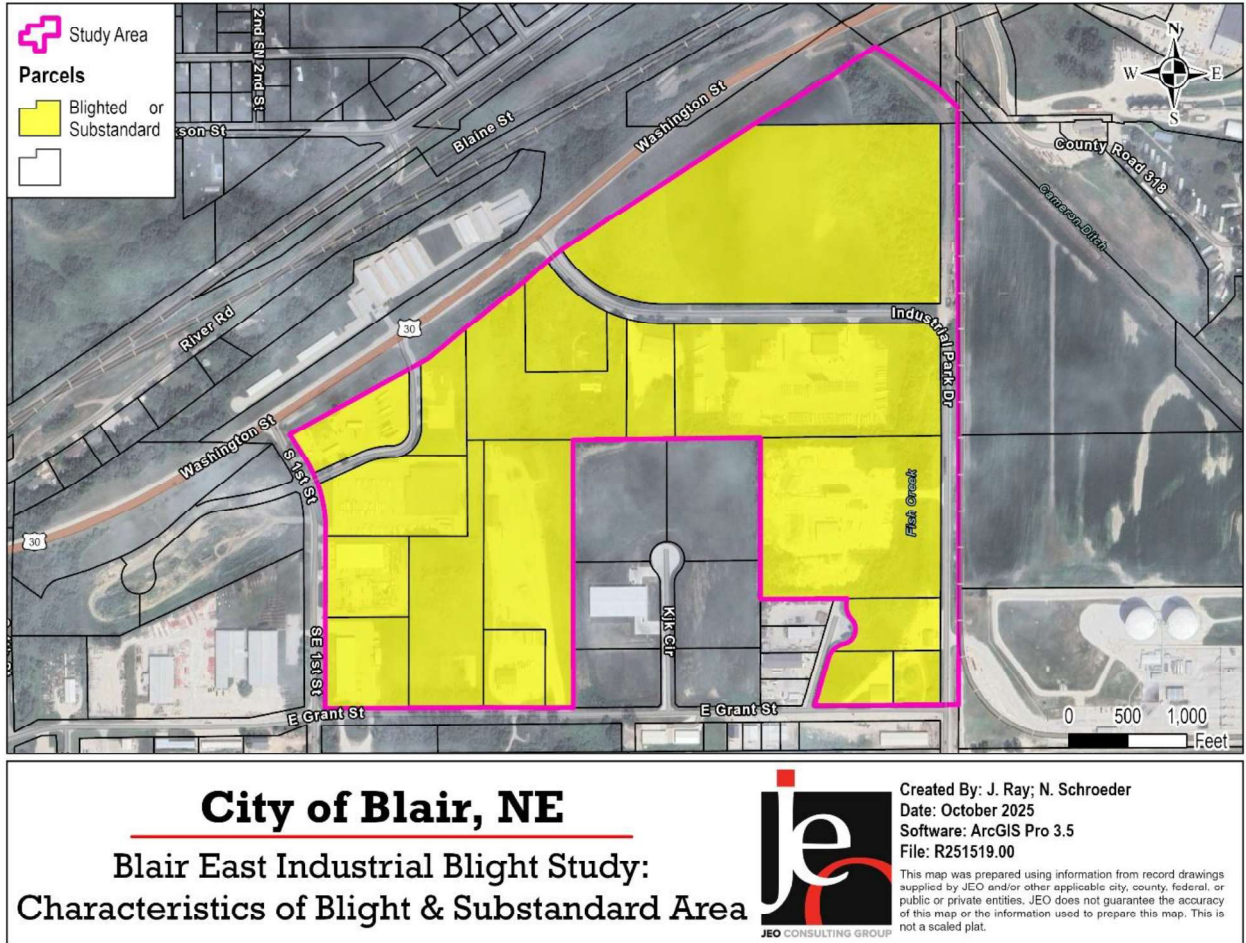 Study Area
Parcels
Blighted or
Substandard
2nd St
N 2nd St
kson St
Blaine St
Washington St
N
W E
S
County Road 318
Cameron Ditch
River Rd
30
Industrial Park Dr
Washington St
S 1st St
30
Fish Creek
Kjk Cir
SE 1st St
E Grant St
E Grant St
0 500 1,000
Feet
City of Blair, NE
Blair East Industrial Blight Study:
Characteristics of Blight & Substandard Area
jeo
JEO CONSULTING GROUP
Created By: J. Ray; N. Schroeder
Date: October 2025
Software: ArcGIS Pro 3.5
File: R251519.00
This map was prepared using information from record drawings
supplied by JEO and/or other applicable city, county, federal, or
public or private entities. JEO does not guarantee the accuracy
of this map or the information used to prepare this map. This is
not a scaled plat.